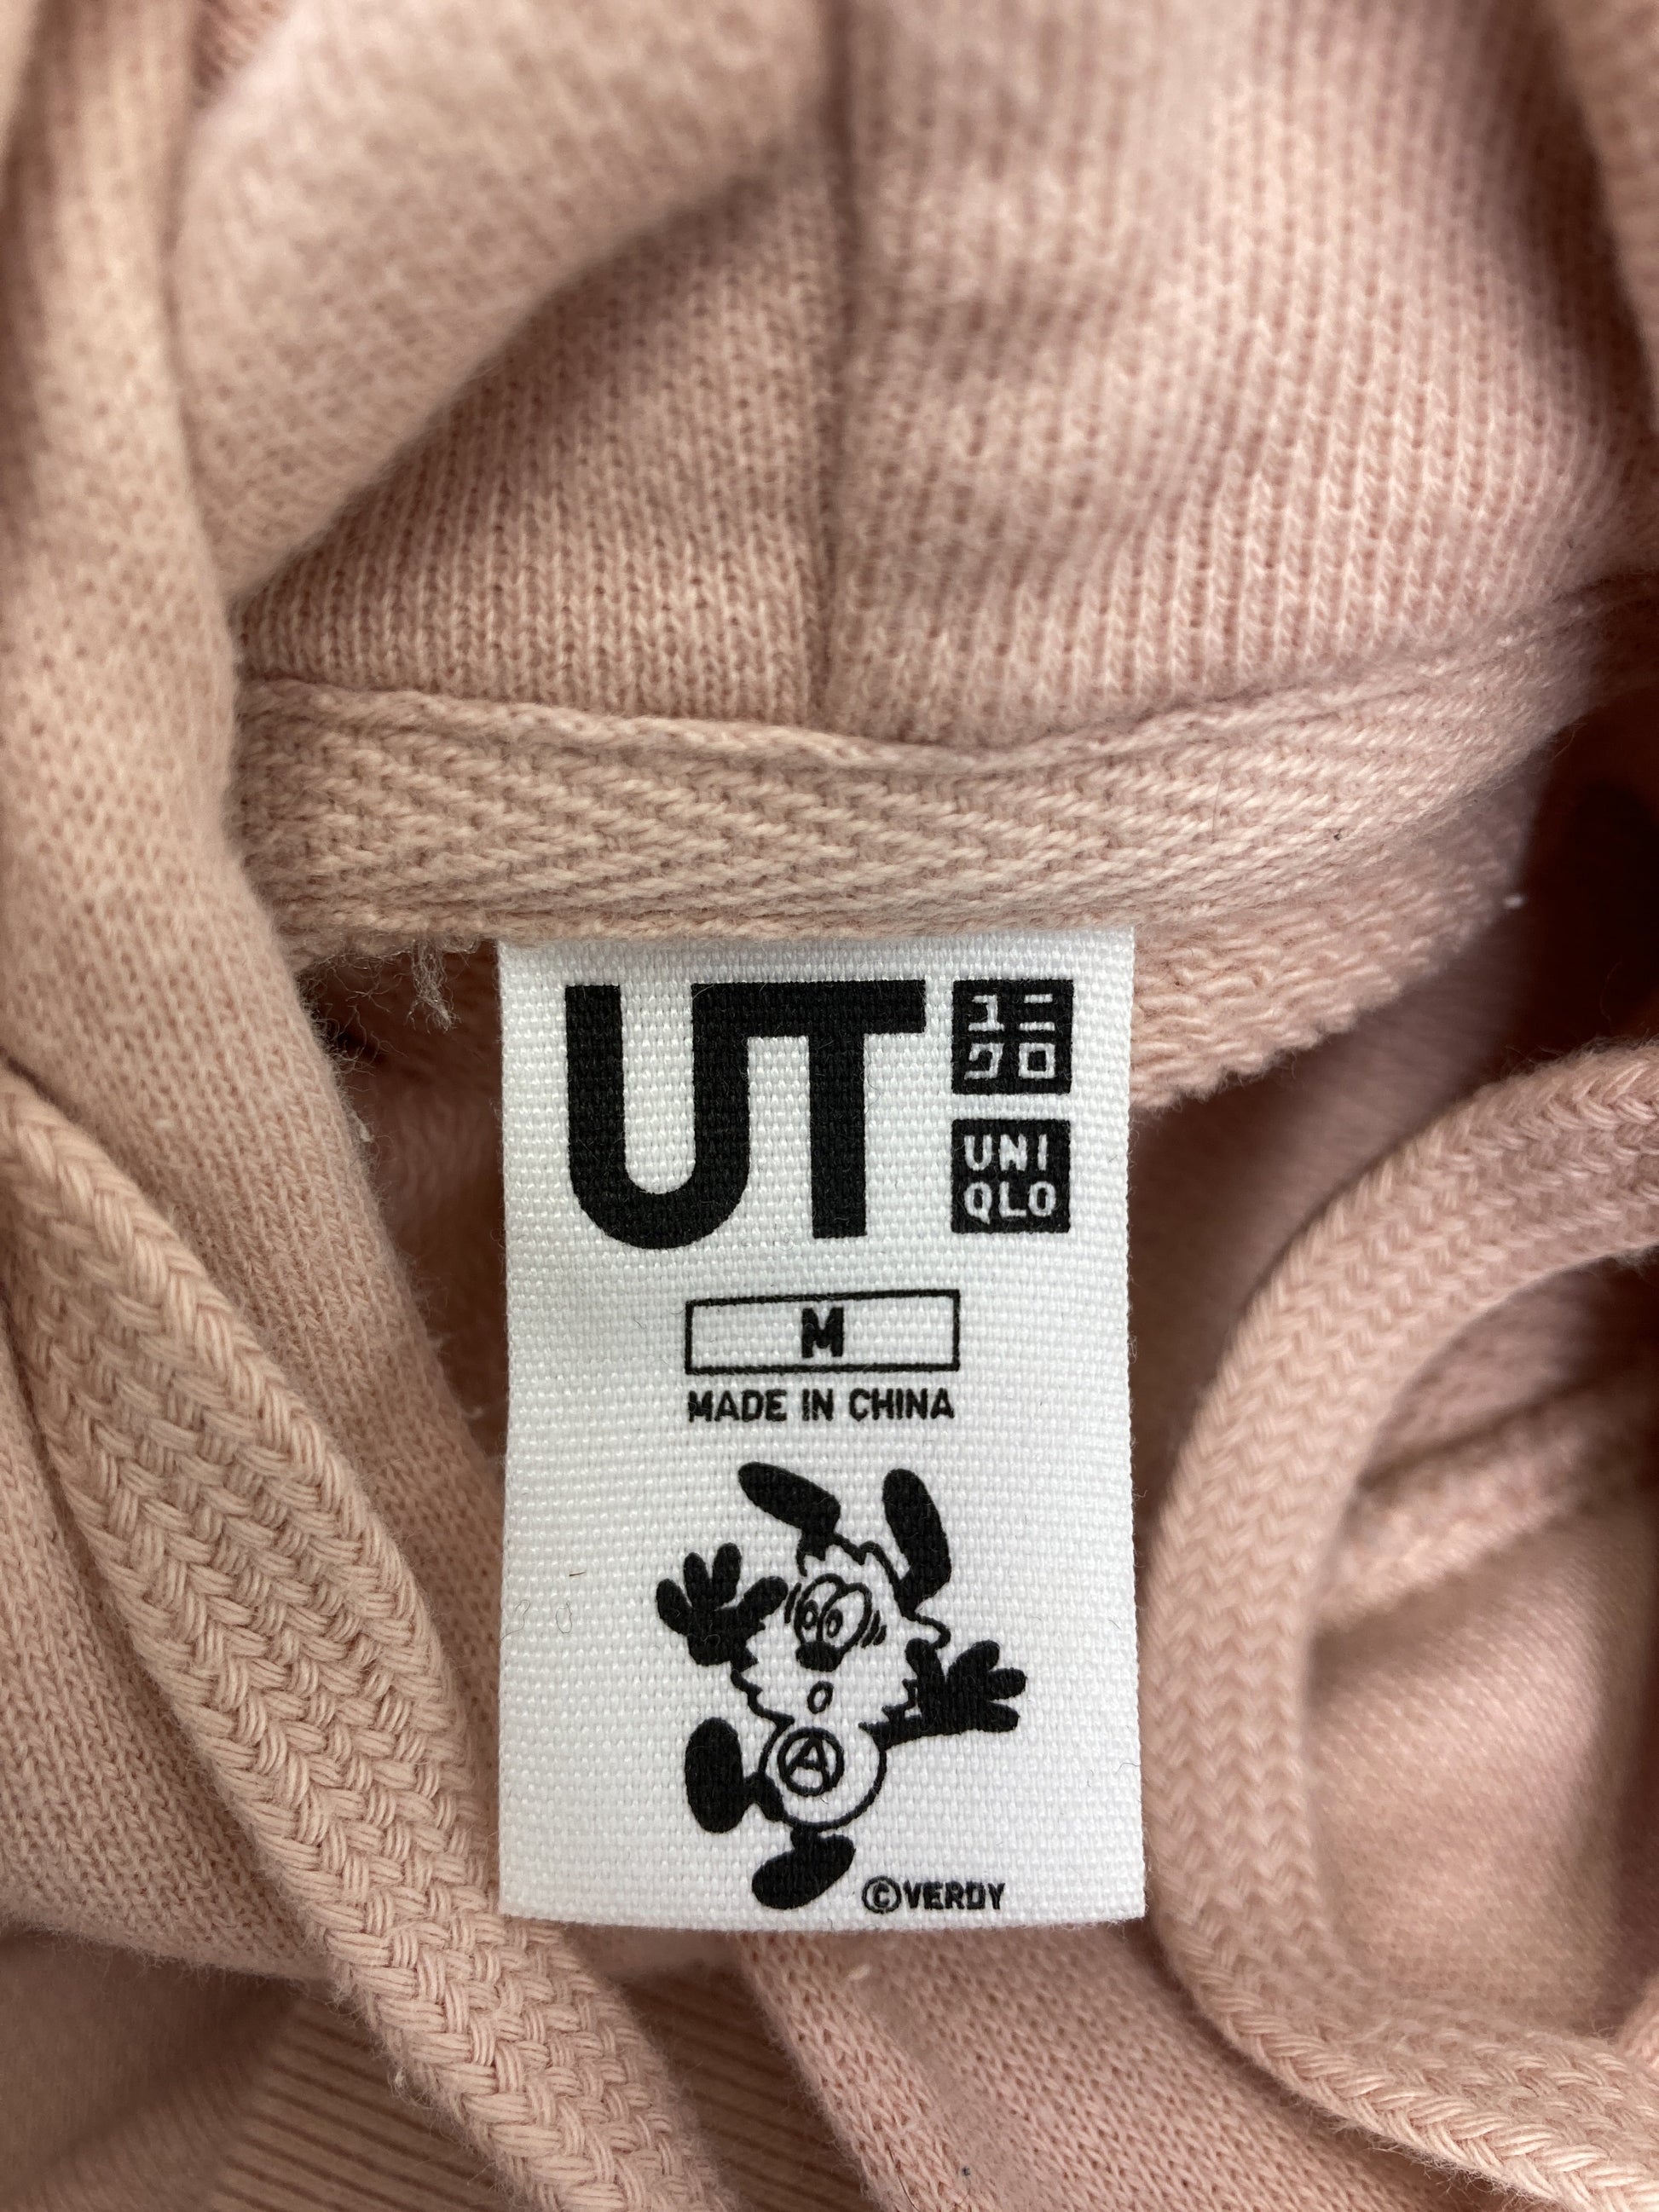 UT
ユニ
クロ
UNI
QLO
M
MADE IN CHINA
A
©VERDY